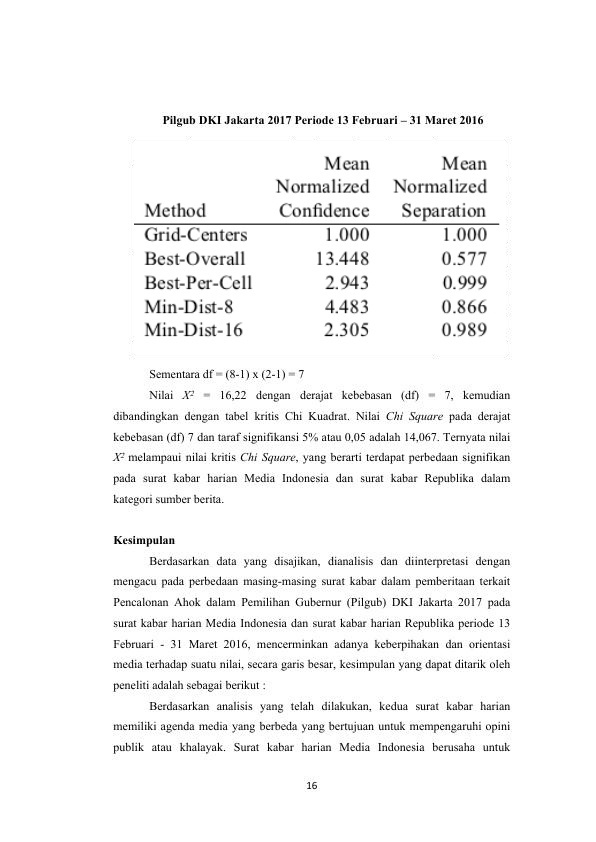 Pilgub DKI Jakarta 2017 Periode 13 Februari – 31 Maret 2016
Mean Mean
Normalized Normalized
Method Confidence Separation
Grid-Centers 1.000 1.000
Best-Overall 13.448 0.577
Best-Per-Cell 2.943 0.999
Min-Dist-8 4.483 0.866
Min-Dist-16 2.305 0.989
Sementara df = (8-1) x (2-1) = 7
Nilai X² = 16,22 dengan derajat kebebasan (df) = 7, kemudian
dibandingkan dengan tabel kritis Chi Kuadrat. Nilai Chi Square pada derajat
kebebasan (df) 7 dan taraf signifikansi 5% atau 0,05 adalah 14,067. Ternyata nilai
X² melampaui nilai kritis Chi Square, yang berarti terdapat perbedaan signifikan
pada surat kabar harian Media Indonesia dan surat kabar Republika dalam
kategori sumber berita.
Kesimpulan
Berdasarkan data yang disajikan, dianalisis dan diinterpretasi dengan
mengacu pada perbedaan masing-masing surat kabar dalam pemberitaan terkait
Pencalonan Ahok dalam Pemilihan Gubernur (Pilgub) DKI Jakarta 2017 pada
surat kabar harian Media Indonesia dan surat kabar harian Republika periode 13
Februari - 31 Maret 2016, mencerminkan adanya keberpihakan dan orientasi
media terhadap suatu nilai, secara garis besar, kesimpulan yang dapat ditarik oleh
peneliti adalah sebagai berikut :
Berdasarkan analisis yang telah dilakukan, kedua surat kabar harian
memiliki agenda media yang berbeda yang bertujuan untuk mempengaruhi opini
publik atau khalayak. Surat kabar harian Media Indonesia berusaha untuk
16